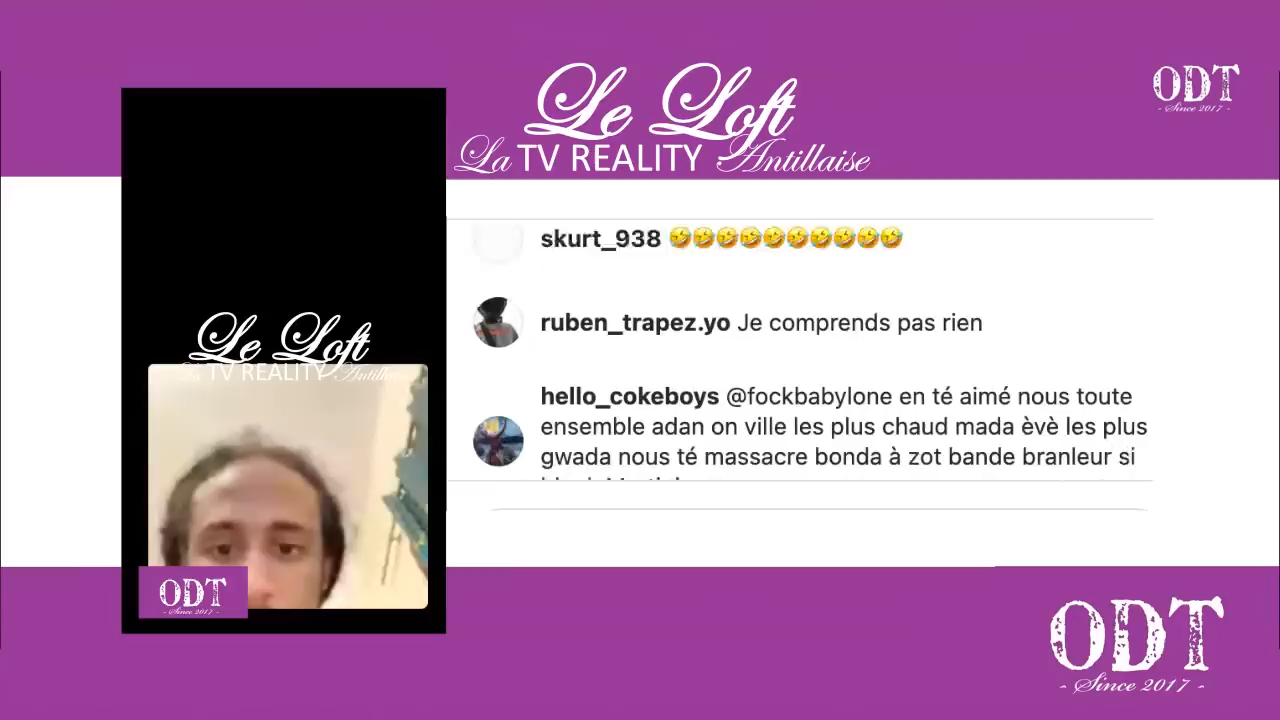 Le Loft
La TV REALITY Antillaise
ODT
- Since 2017 -
skurt_938 🤣🤣🤣🤣🤣🤣🤣🤣🤣🤣
ruben_trapez.yo Je comprends pas rien
hello_cokeboys @fockbabylone en té aimé nous toute
ensemble adan on ville les plus chaud mada èvè les plus
gwada nous té massacre bonda à zot bande branleur si
Le Loft
La TV REALITY Antillaise
ODT
- Since 2017 -
ODT
- Since 2017 -